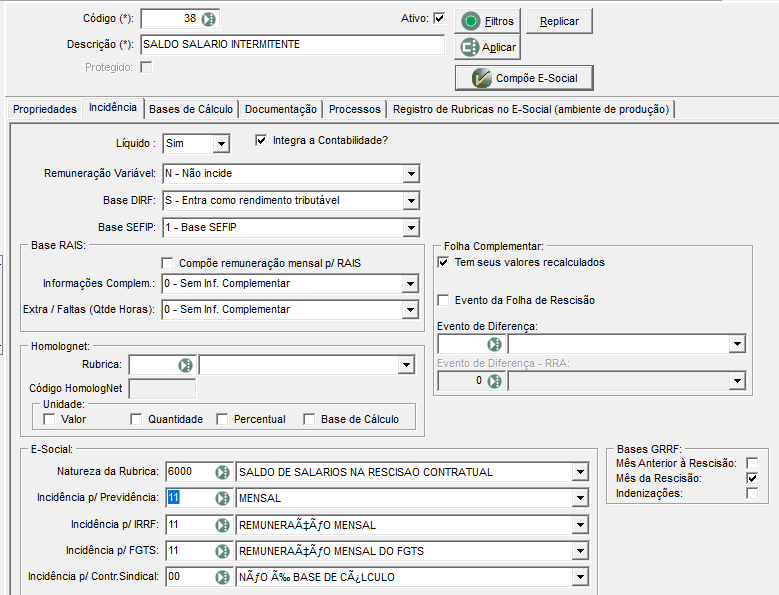 Código (*): 38 Ativo: Filtros Replicar
Descrição (*): SALDO SALARIO INTERMITENTE Aplicar
Protegido: Compõe E-Social
Propriedades Incidência Bases de Cálculo Documentação Processos Registro de Rubricas no E-Social (ambiente de produção)
Líquido : Sim Integra a Contabilidade?
Remuneração Variável: N - Não incide
Base DIRF: S - Entra como rendimento tributável
Base SEFIP: 1 - Base SEFIP
Base RAIS:
Compõe remuneração mensal p/ RAIS
Informações Complem.: 0 - Sem Inf. Complementar
Extra / Faltas (Qtde Horas): 0 - Sem Inf. Complementar
Folha Complementar:
Tem seus valores recalculados
Evento da Folha de Rescisão
Evento de Diferença:
Evento de Diferença - RRA:
0
Homolognet:
Rubrica:
Código HomologNet
Unidade:
Valor Quantidade Percentual Base de Cálculo
E-Social:
Natureza da Rubrica: 6000 SALDO DE SALARIOS NA RESCISAO CONTRATUAL
Incidência p/ Previdência: 11 MENSAL
Incidência p/ IRRF: 11 REMUNERAÃ‡ÃƒO MENSAL
Incidência p/ FGTS: 11 REMUNERAÃ‡ÃƒO MENSAL DO FGTS
Incidência p/ Contr.Sindical: 00 NÃƒO Ã‰ BASE DE CÃ¿LCULO
Bases GRRF:
Mês Anterior à Rescisão:
Mês da Rescisão:
Indenizações: